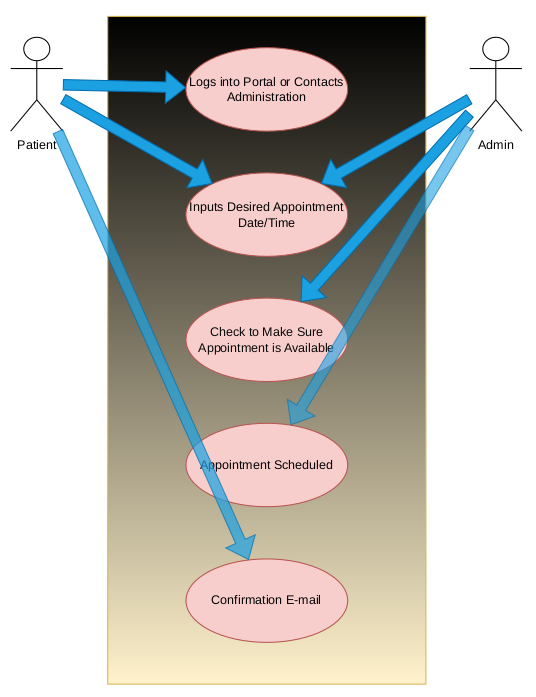 Logs into Portal or Contacts
Administration
Patient
Admin
Inputs Desired Appointment
Date/Time
Check to Make Sure
Appointment is Available
Appointment Scheduled
Confirmation E-mail